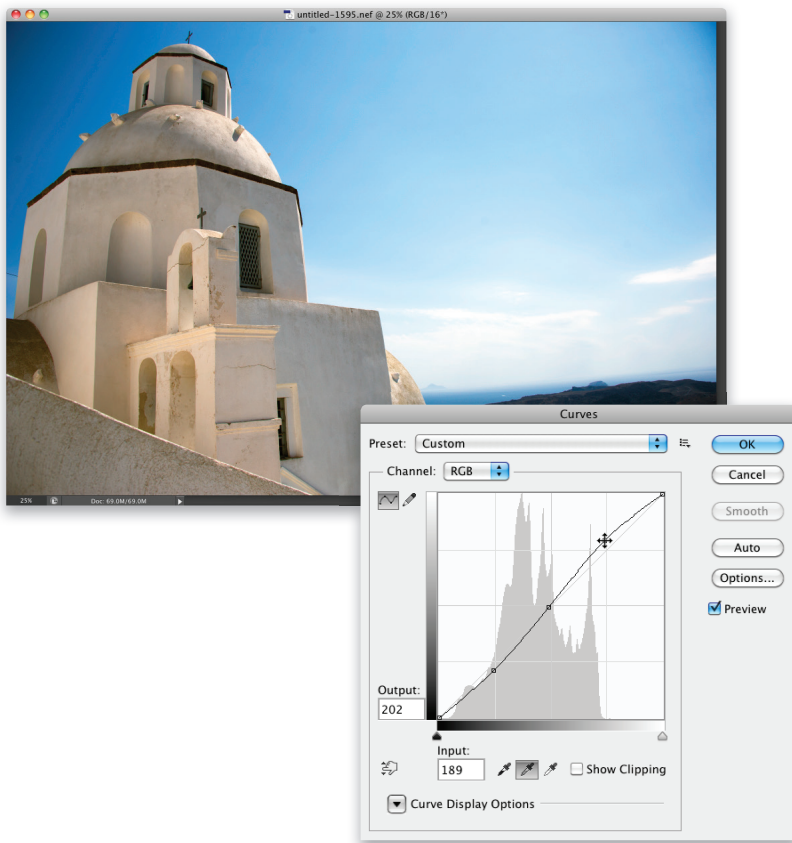 untitled-1595.nef @ 25% (RGB/16*)
25%
Doc: 69.0M/69.0M
Curves
Preset: Custom
OK
Channel: RGB
Cancel
Smooth
Auto
Options...
Preview
Output:
202
Input:
189
Show Clipping
Curve Display Options